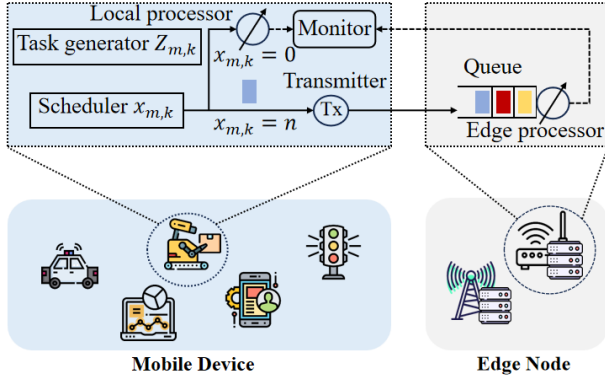 Local processor
Monitor
Task generator $Z_{m,k}$
$x_{m,k} = 0$
Transmitter
Queue
Scheduler $x_{m,k}$
Tx
$x_{m,k} = n$
Edge processor
Mobile Device
Edge Node